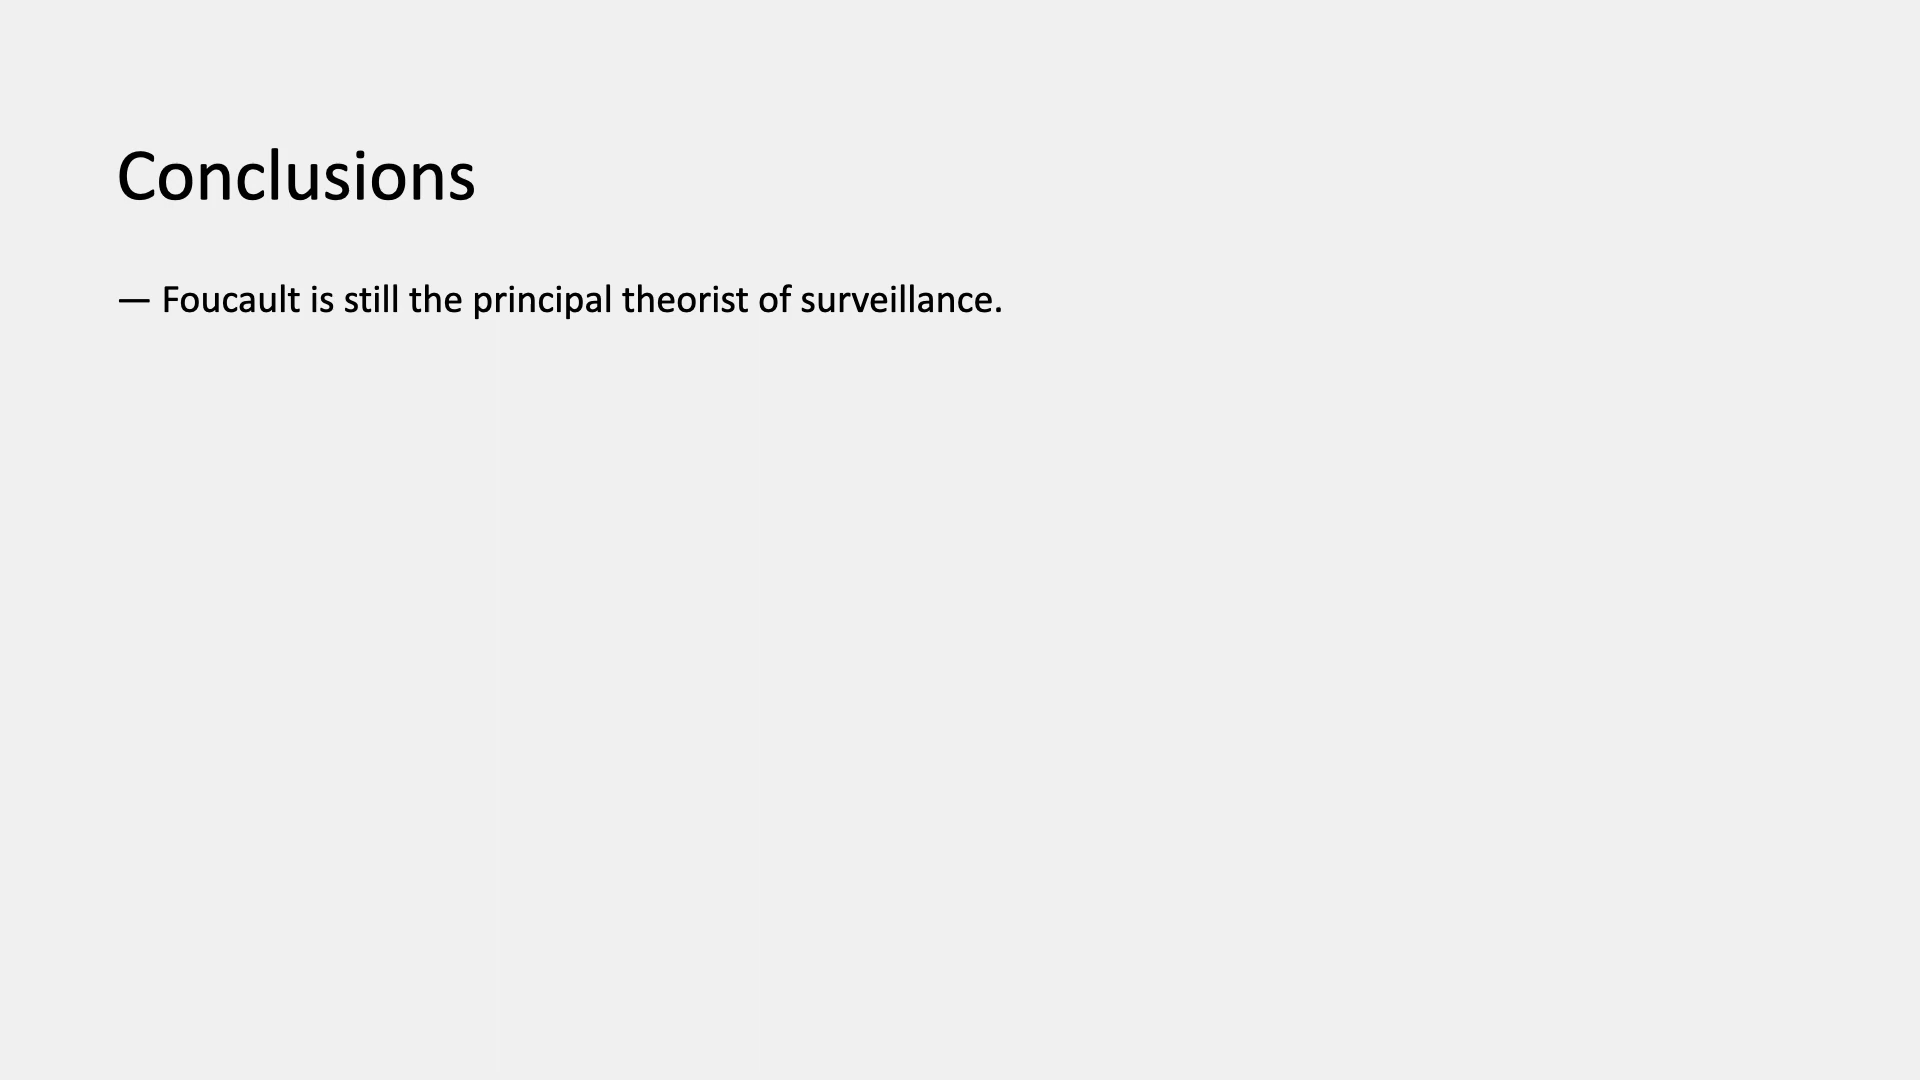 Conclusions
— Foucault is still the principal theorist of surveillance.